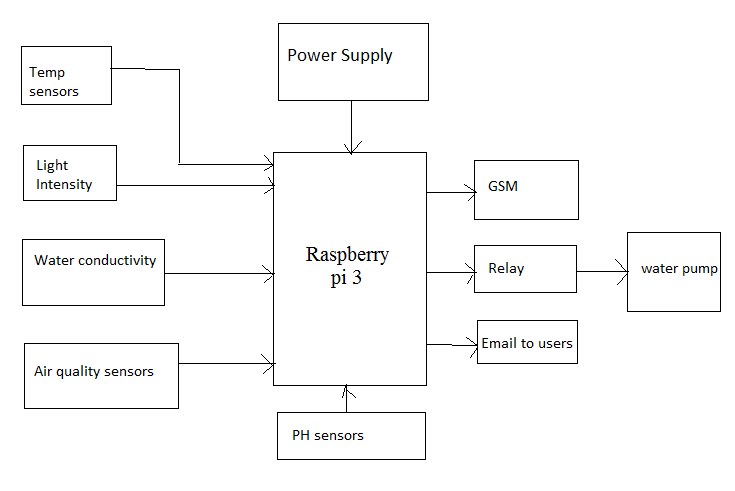 Power Supply
Temp
sensors
Light
Intensity
GSM
Raspberry
pi 3
Water conductivity
Relay
water pump
Email to users
Air quality sensors
PH sensors